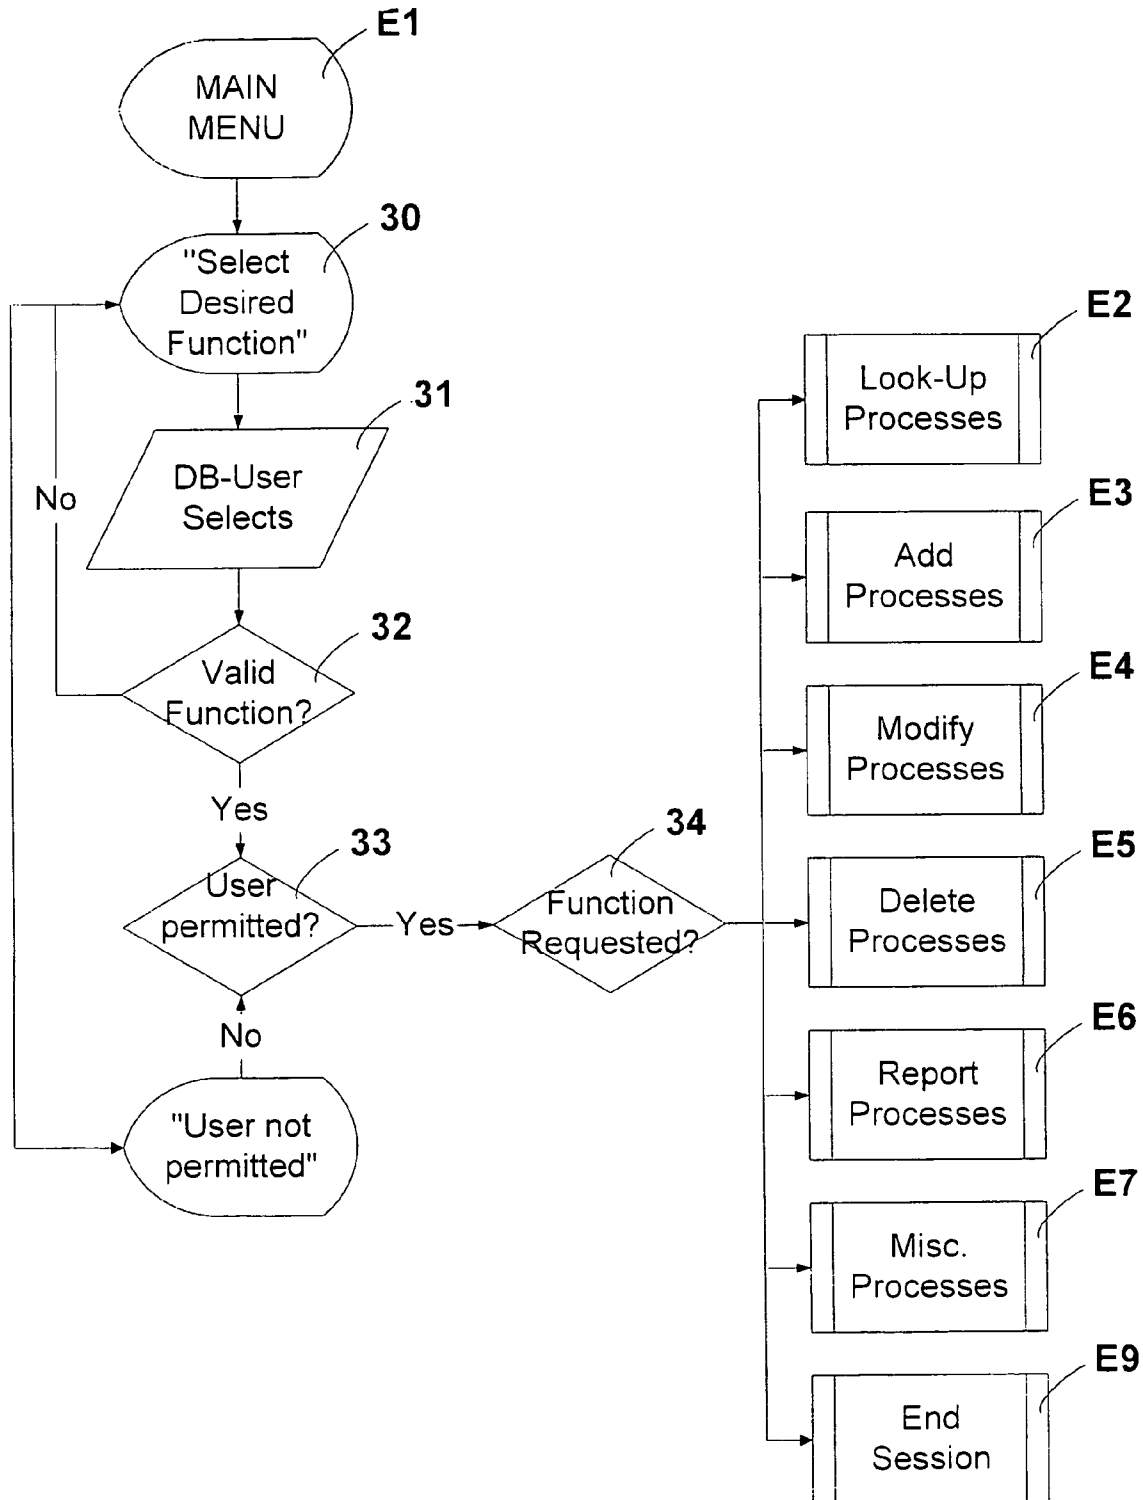 E1
MAIN
MENU
30
"Select
Desired
Function"
31
DB-User
Selects
No
32
Valid
Function?
Yes
33
User
permitted?
Yes
34
Function
Requested?
No
"User not
permitted"
E2
Look-Up
Processes
E3
Add
Processes
E4
Modify
Processes
E5
Delete
Processes
E6
Report
Processes
E7
Misc.
Processes
E9
End
Session